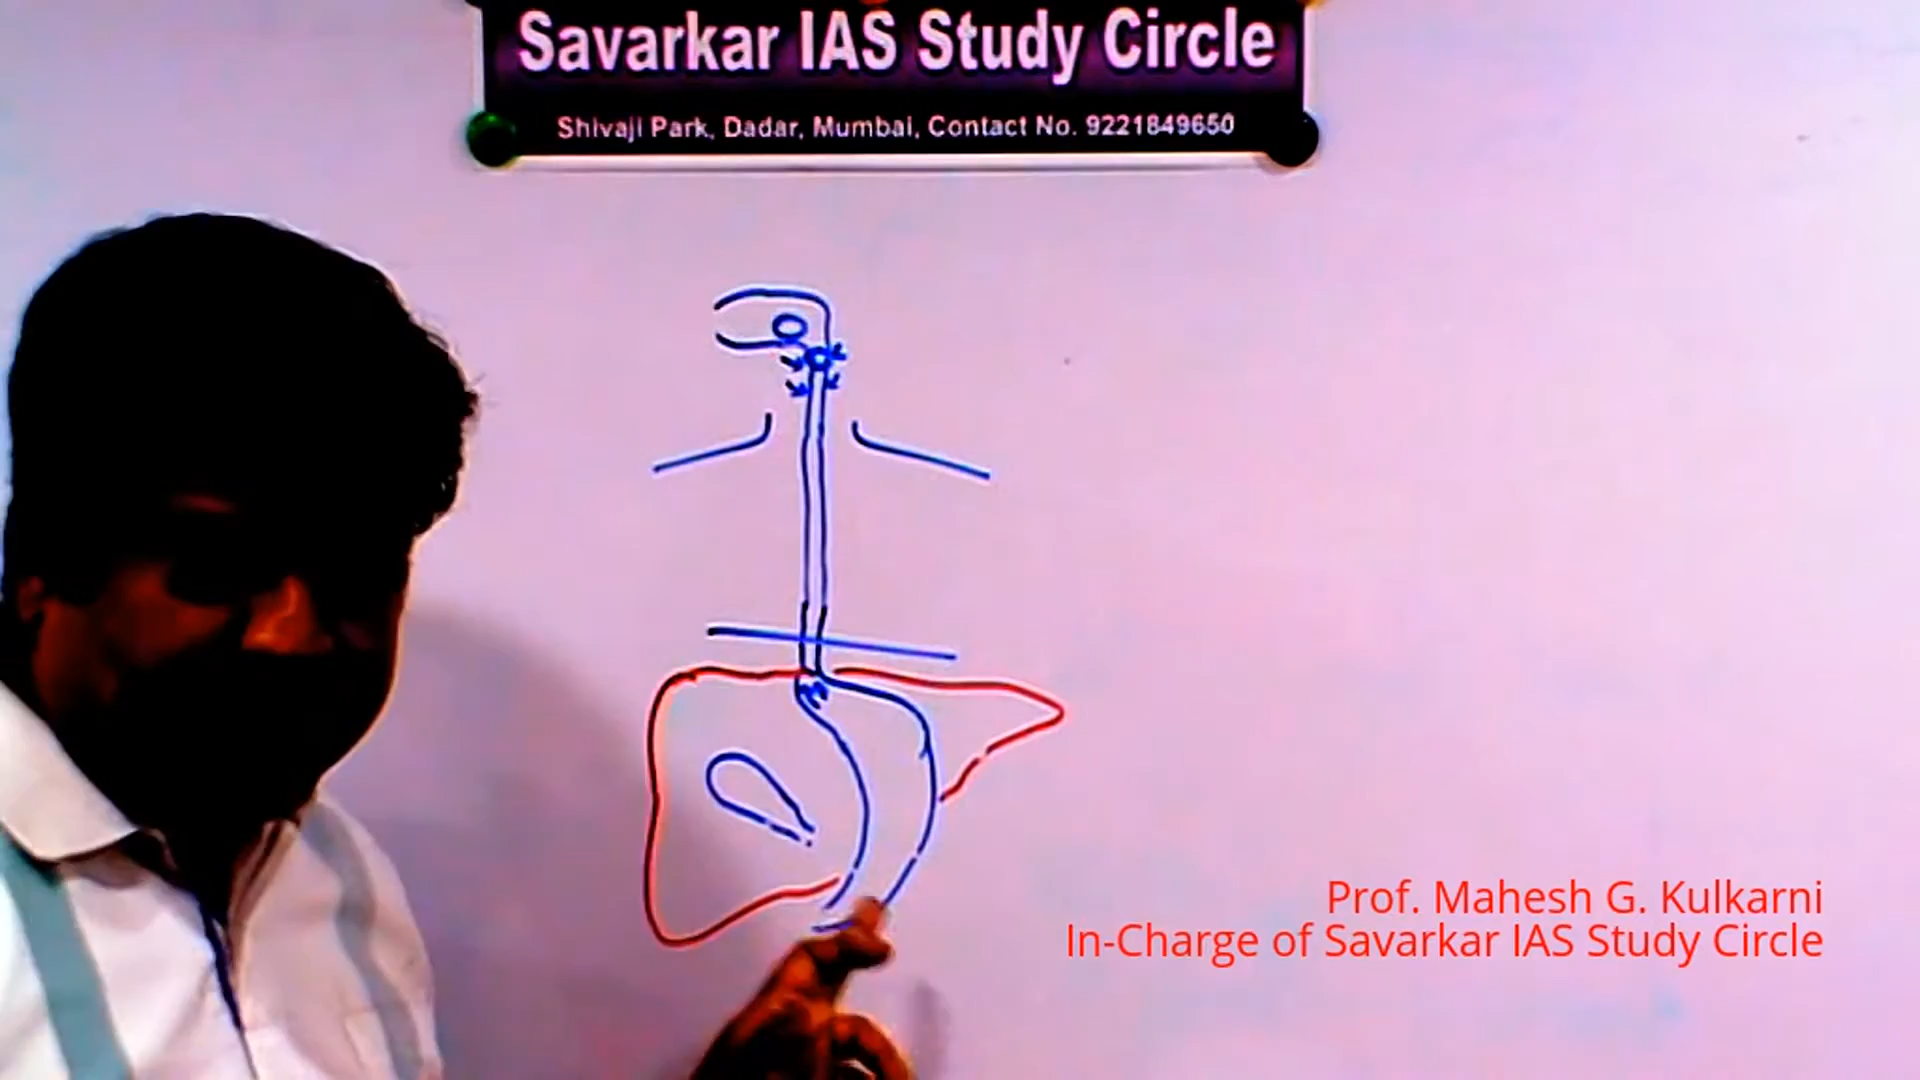 Savarkar IAS Study Circle
Shivaji Park, Dadar, Mumbai, Contact No. 9221849650
Prof. Mahesh G. Kulkarni
In-Charge of Savarkar IAS Study Circle